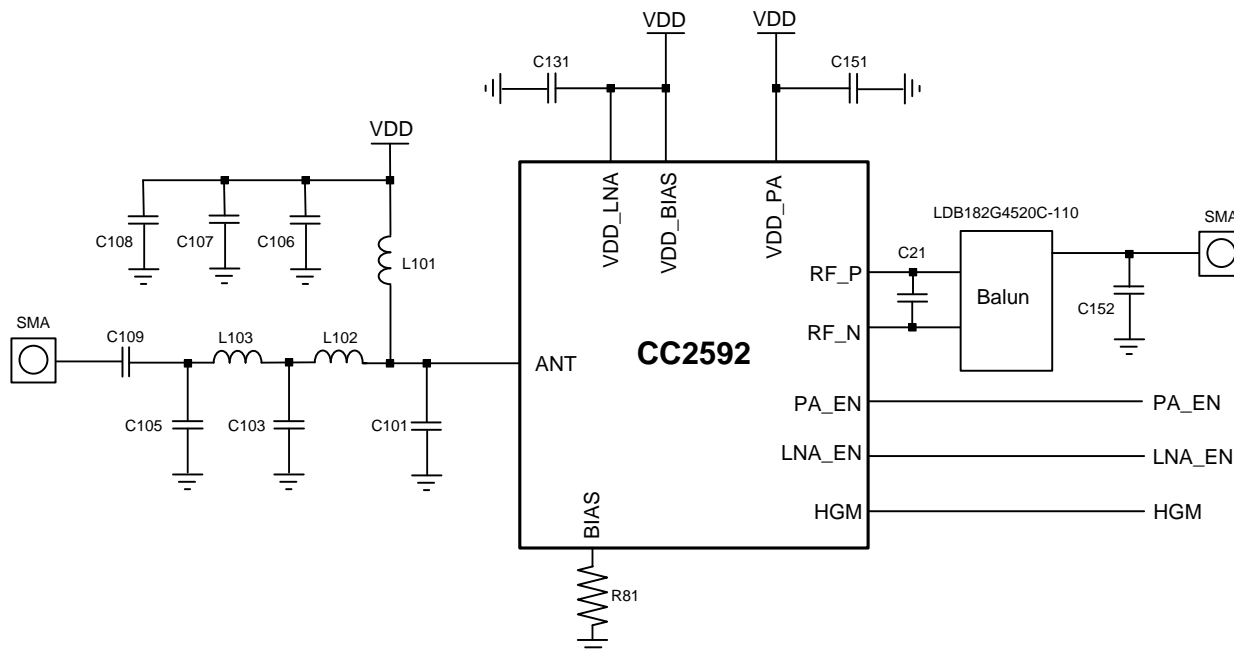 VDD
VDD
C131
C151
VDD
VDD_LNA
VDD_BIAS
VDD_PA
LDB182G4520C-110
SMA
C108
C107
C106
L101
RF_P
C21
Balun
C152
RF_N
SMA
C109
L103
L102
ANT
CC2592
C105
C103
C101
PA_EN
PA_EN
LNA_EN
LNA_EN
BIAS
HGM
HGM
R81